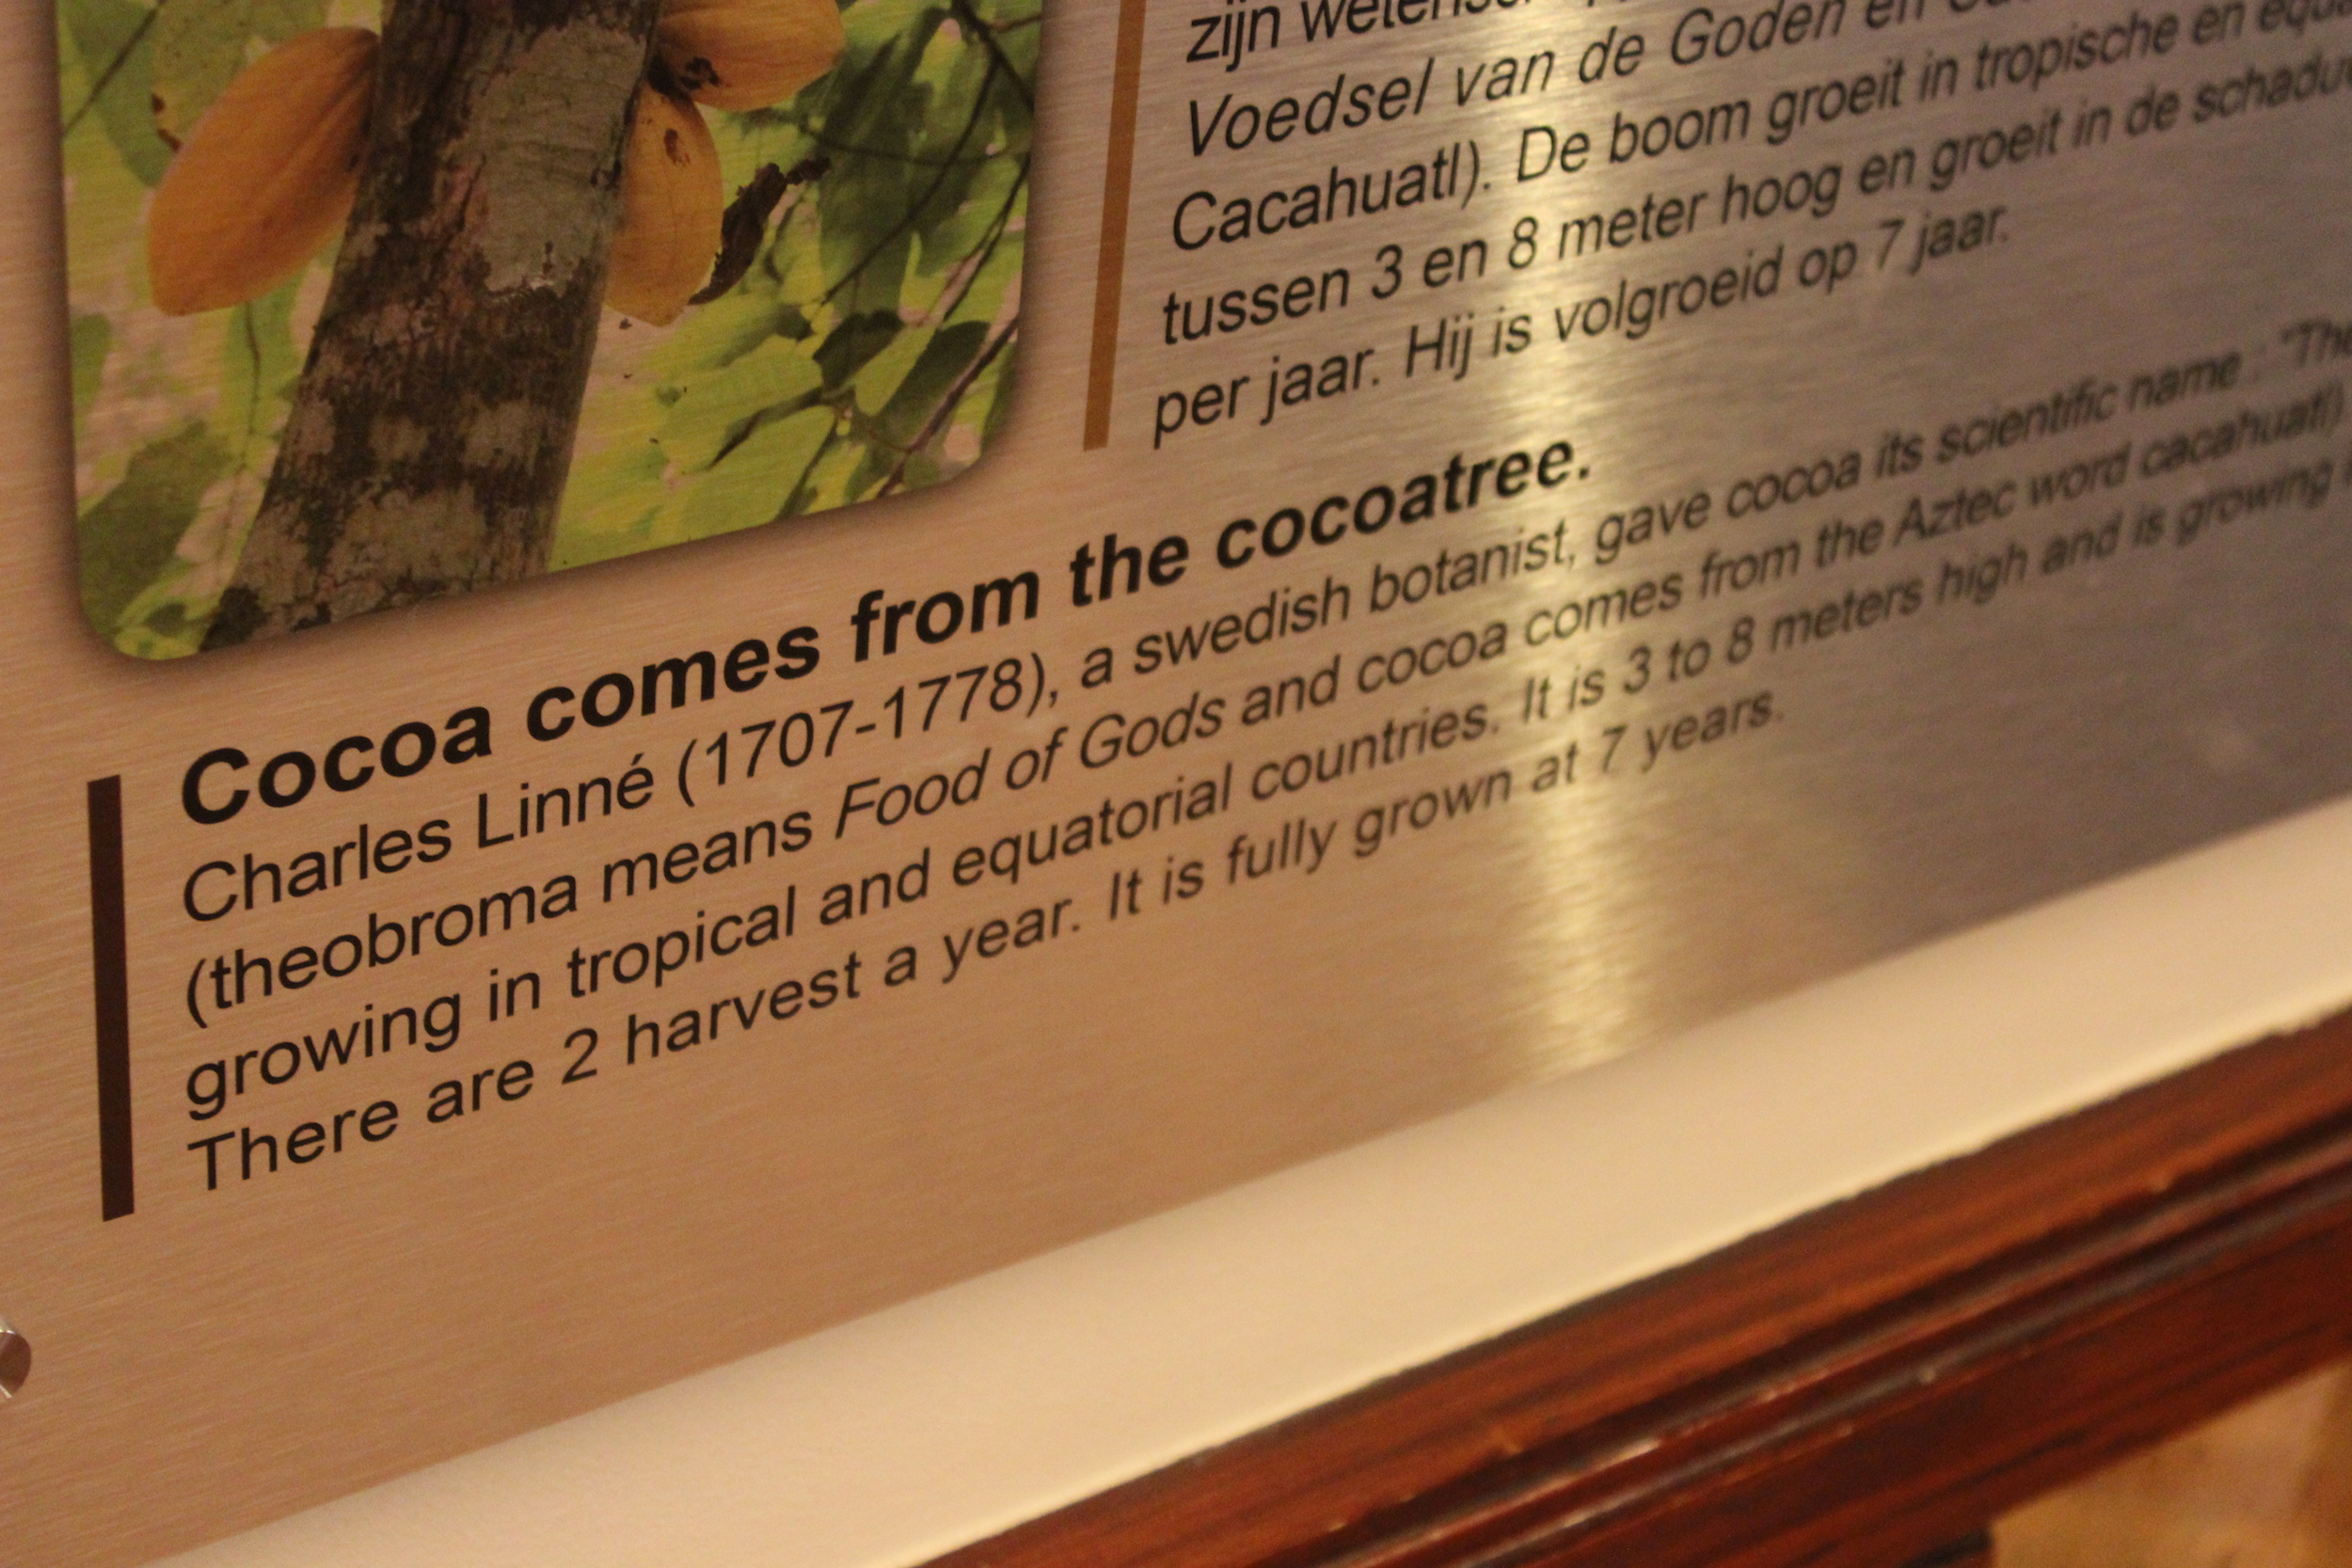 zijn
Voedsel van de Goden en
Cacahuatl). De boom groeit in tropische en
tussen 3 en 8 meter hoog en groeit in de
per jaar. Hij is volgroeid op 7 jaar.
Cocoa comes from the cocoatree.
Charles Linné (1707-1778), a swedish botanist, gave cocoa its scientific name :
(theobroma means Food of Gods and cocoa comes from the Aztec word cacahuatl)
growing in tropical and equatorial countries. It is 3 to 8 meters high and is growing
There are 2 harvest a year. It is fully grown at 7 years.